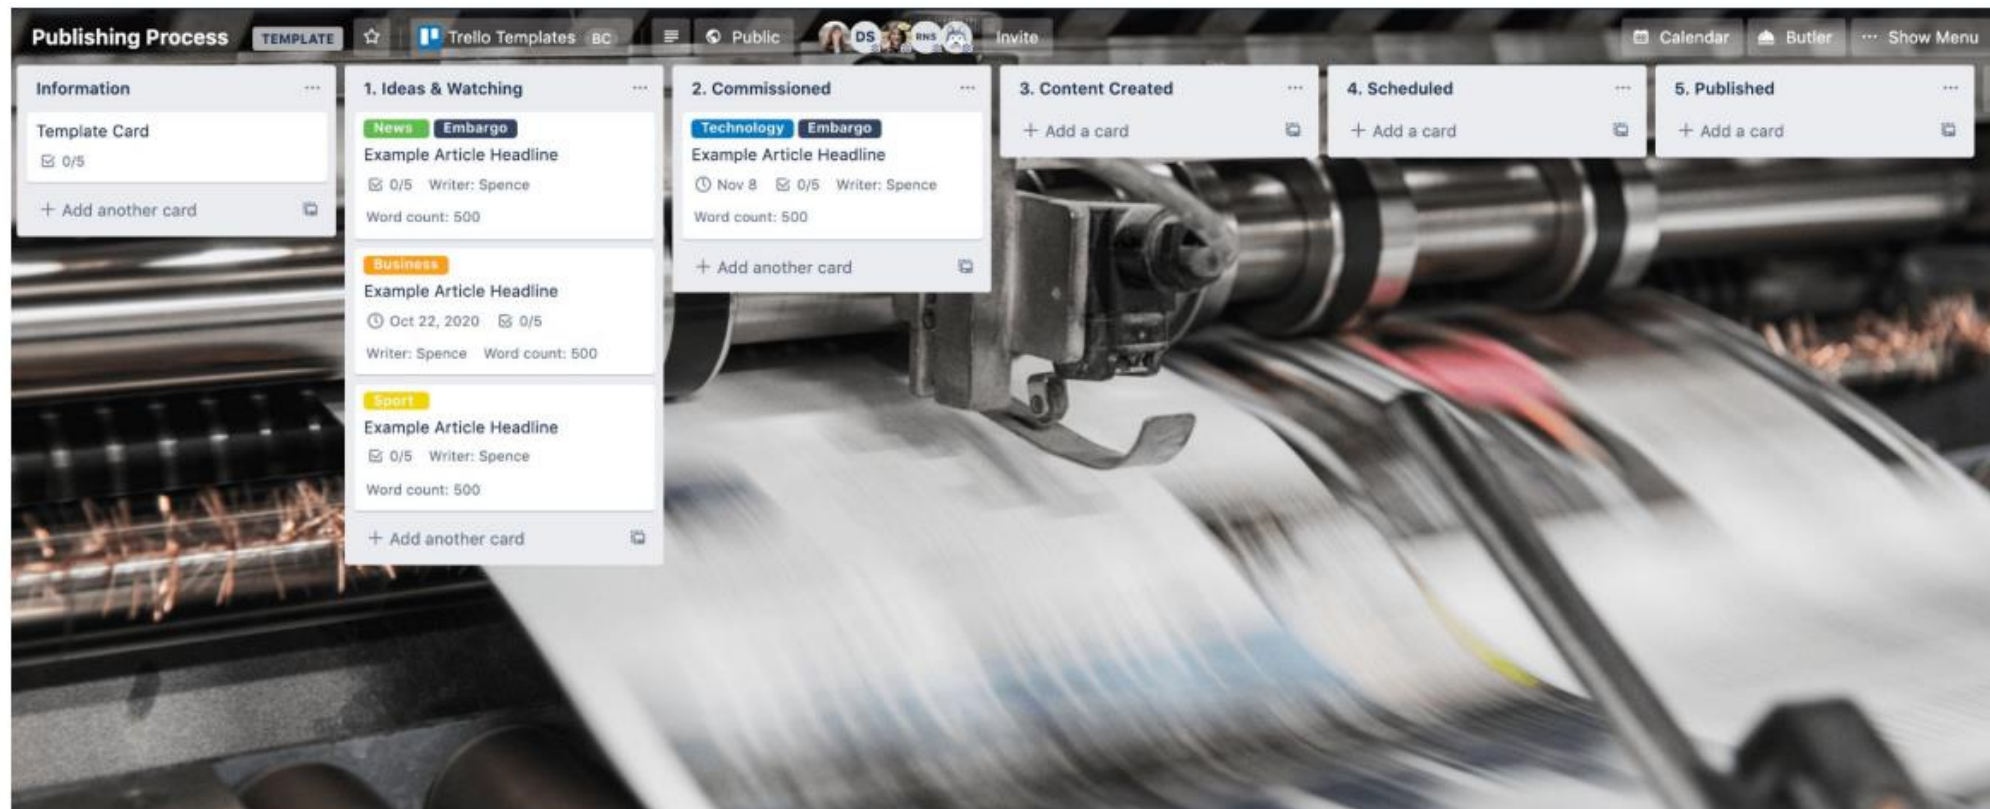 Publishing Process TEMPLATE Trello Templates BC Public DS RNS Invite Calendar Butler ... Show Menu
Information ...
Template Card
0/5
+ Add another card
1. Ideas & Watching ...
News Embargo
Example Article Headline
0/5 Writer: Spence
Word count: 500
Business
Example Article Headline
Oct 22, 2020 0/5
Writer: Spence Word count: 500
Sport
Example Article Headline
0/5 Writer: Spence
Word count: 500
+ Add another card
2. Commissioned ...
Technology Embargo
Example Article Headline
Nov 8 0/5 Writer: Spence
Word count: 500
+ Add another card
3. Content Created ...
+ Add a card
4. Scheduled ...
+ Add a card
5. Published ...
+ Add a card